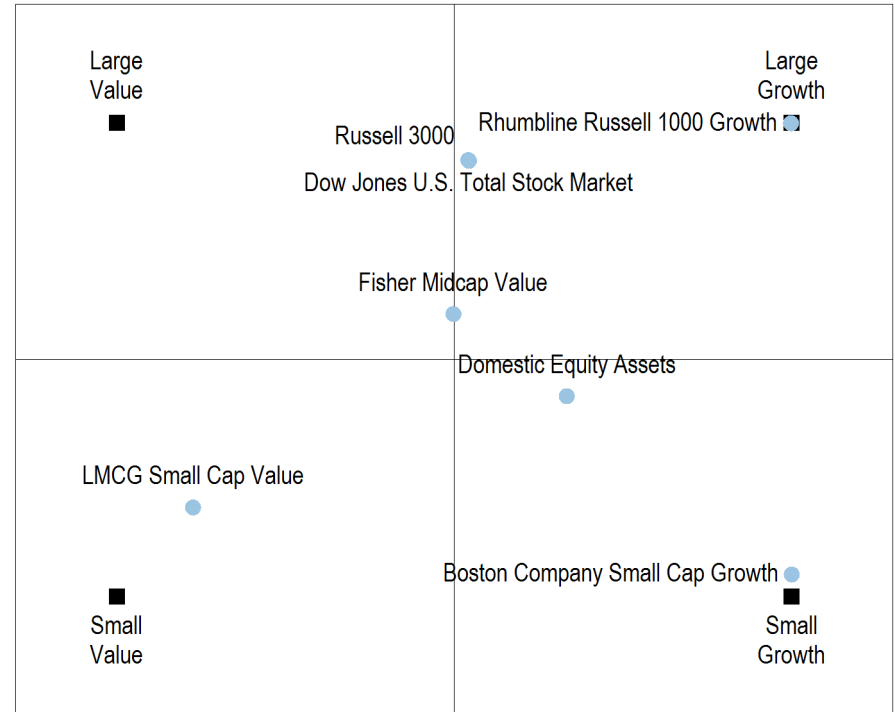 Large
Value
Large
Growth
Rhumbline Russell 1000 Growth
Russell 3000
Dow Jones U.S. Total Stock Market
Fisher Midcap Value
Domestic Equity Assets
LMCG Small Cap Value
Boston Company Small Cap Growth
Small
Value
Small
Growth